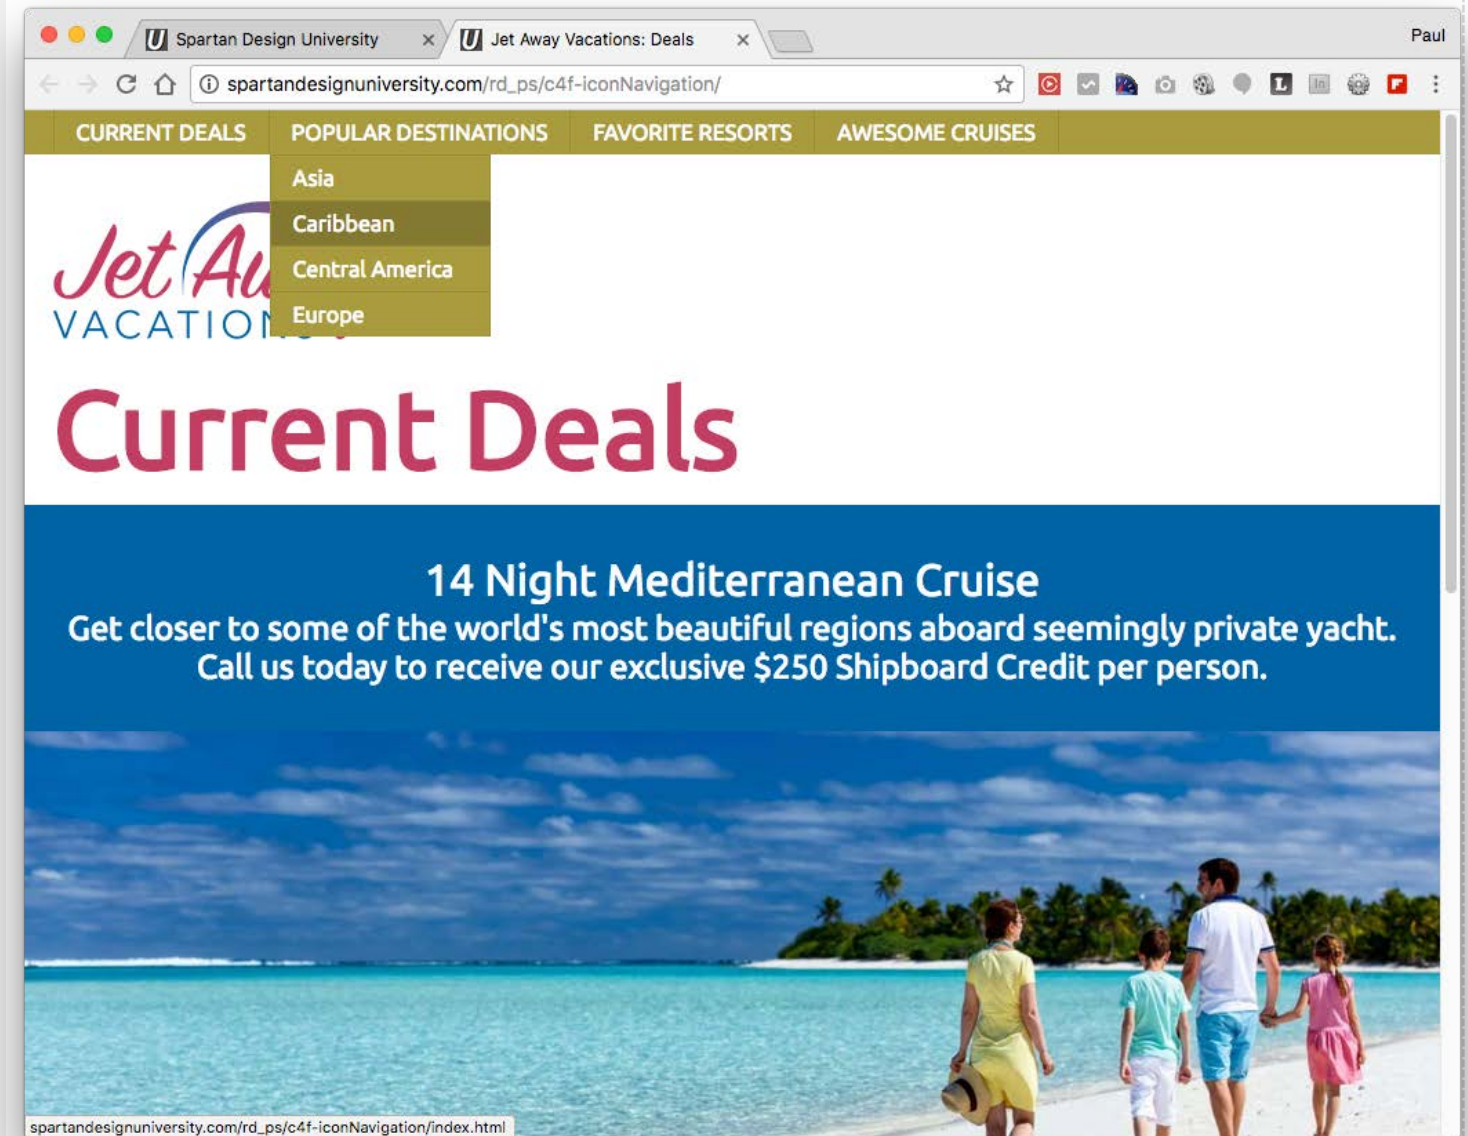 Spartan Design University
Jet Away Vacations: Deals
Paul
spartandesignuniversity.com/rd_ps/c4f-iconNavigation/
CURRENT DEALS POPULAR DESTINATIONS FAVORITE RESORTS AWESOME CRUISES
Asia
Caribbean
Central America
Europe
Jet
VACATION
Current Deals
14 Night Mediterranean Cruise
Get closer to some of the world's most beautiful regions aboard seemingly private yacht.
Call us today to receive our exclusive $250 Shipboard Credit per person.
spartandesignuniversity.com/rd_ps/c4f-iconNavigation/index.html